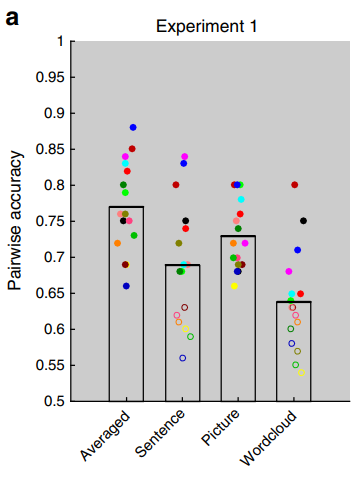 a
Experiment 1
1
0.95
0.9
0.85
0.8
0.75
0.7
0.65
0.6
0.55
0.5
Pairwise accuracy
Averaged
Sentence
Picture
Wordcloud